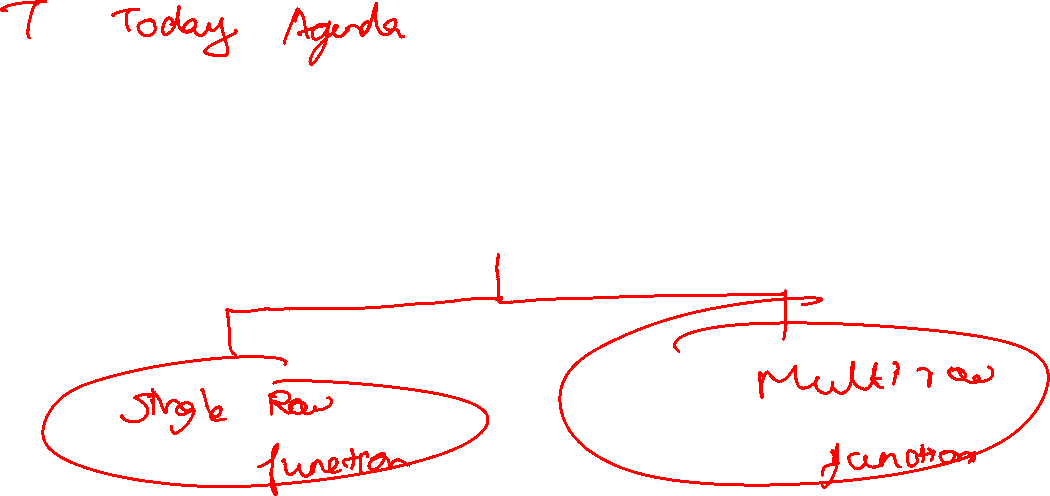 T Today Agenda
Single Row
function
Multi row
function